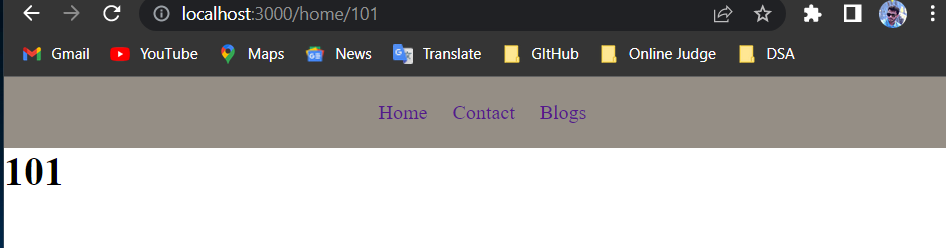 localhost:3000/home/101
Gmail YouTube Maps News Translate GItHub Online Judge DSA
Home Contact Blogs
101